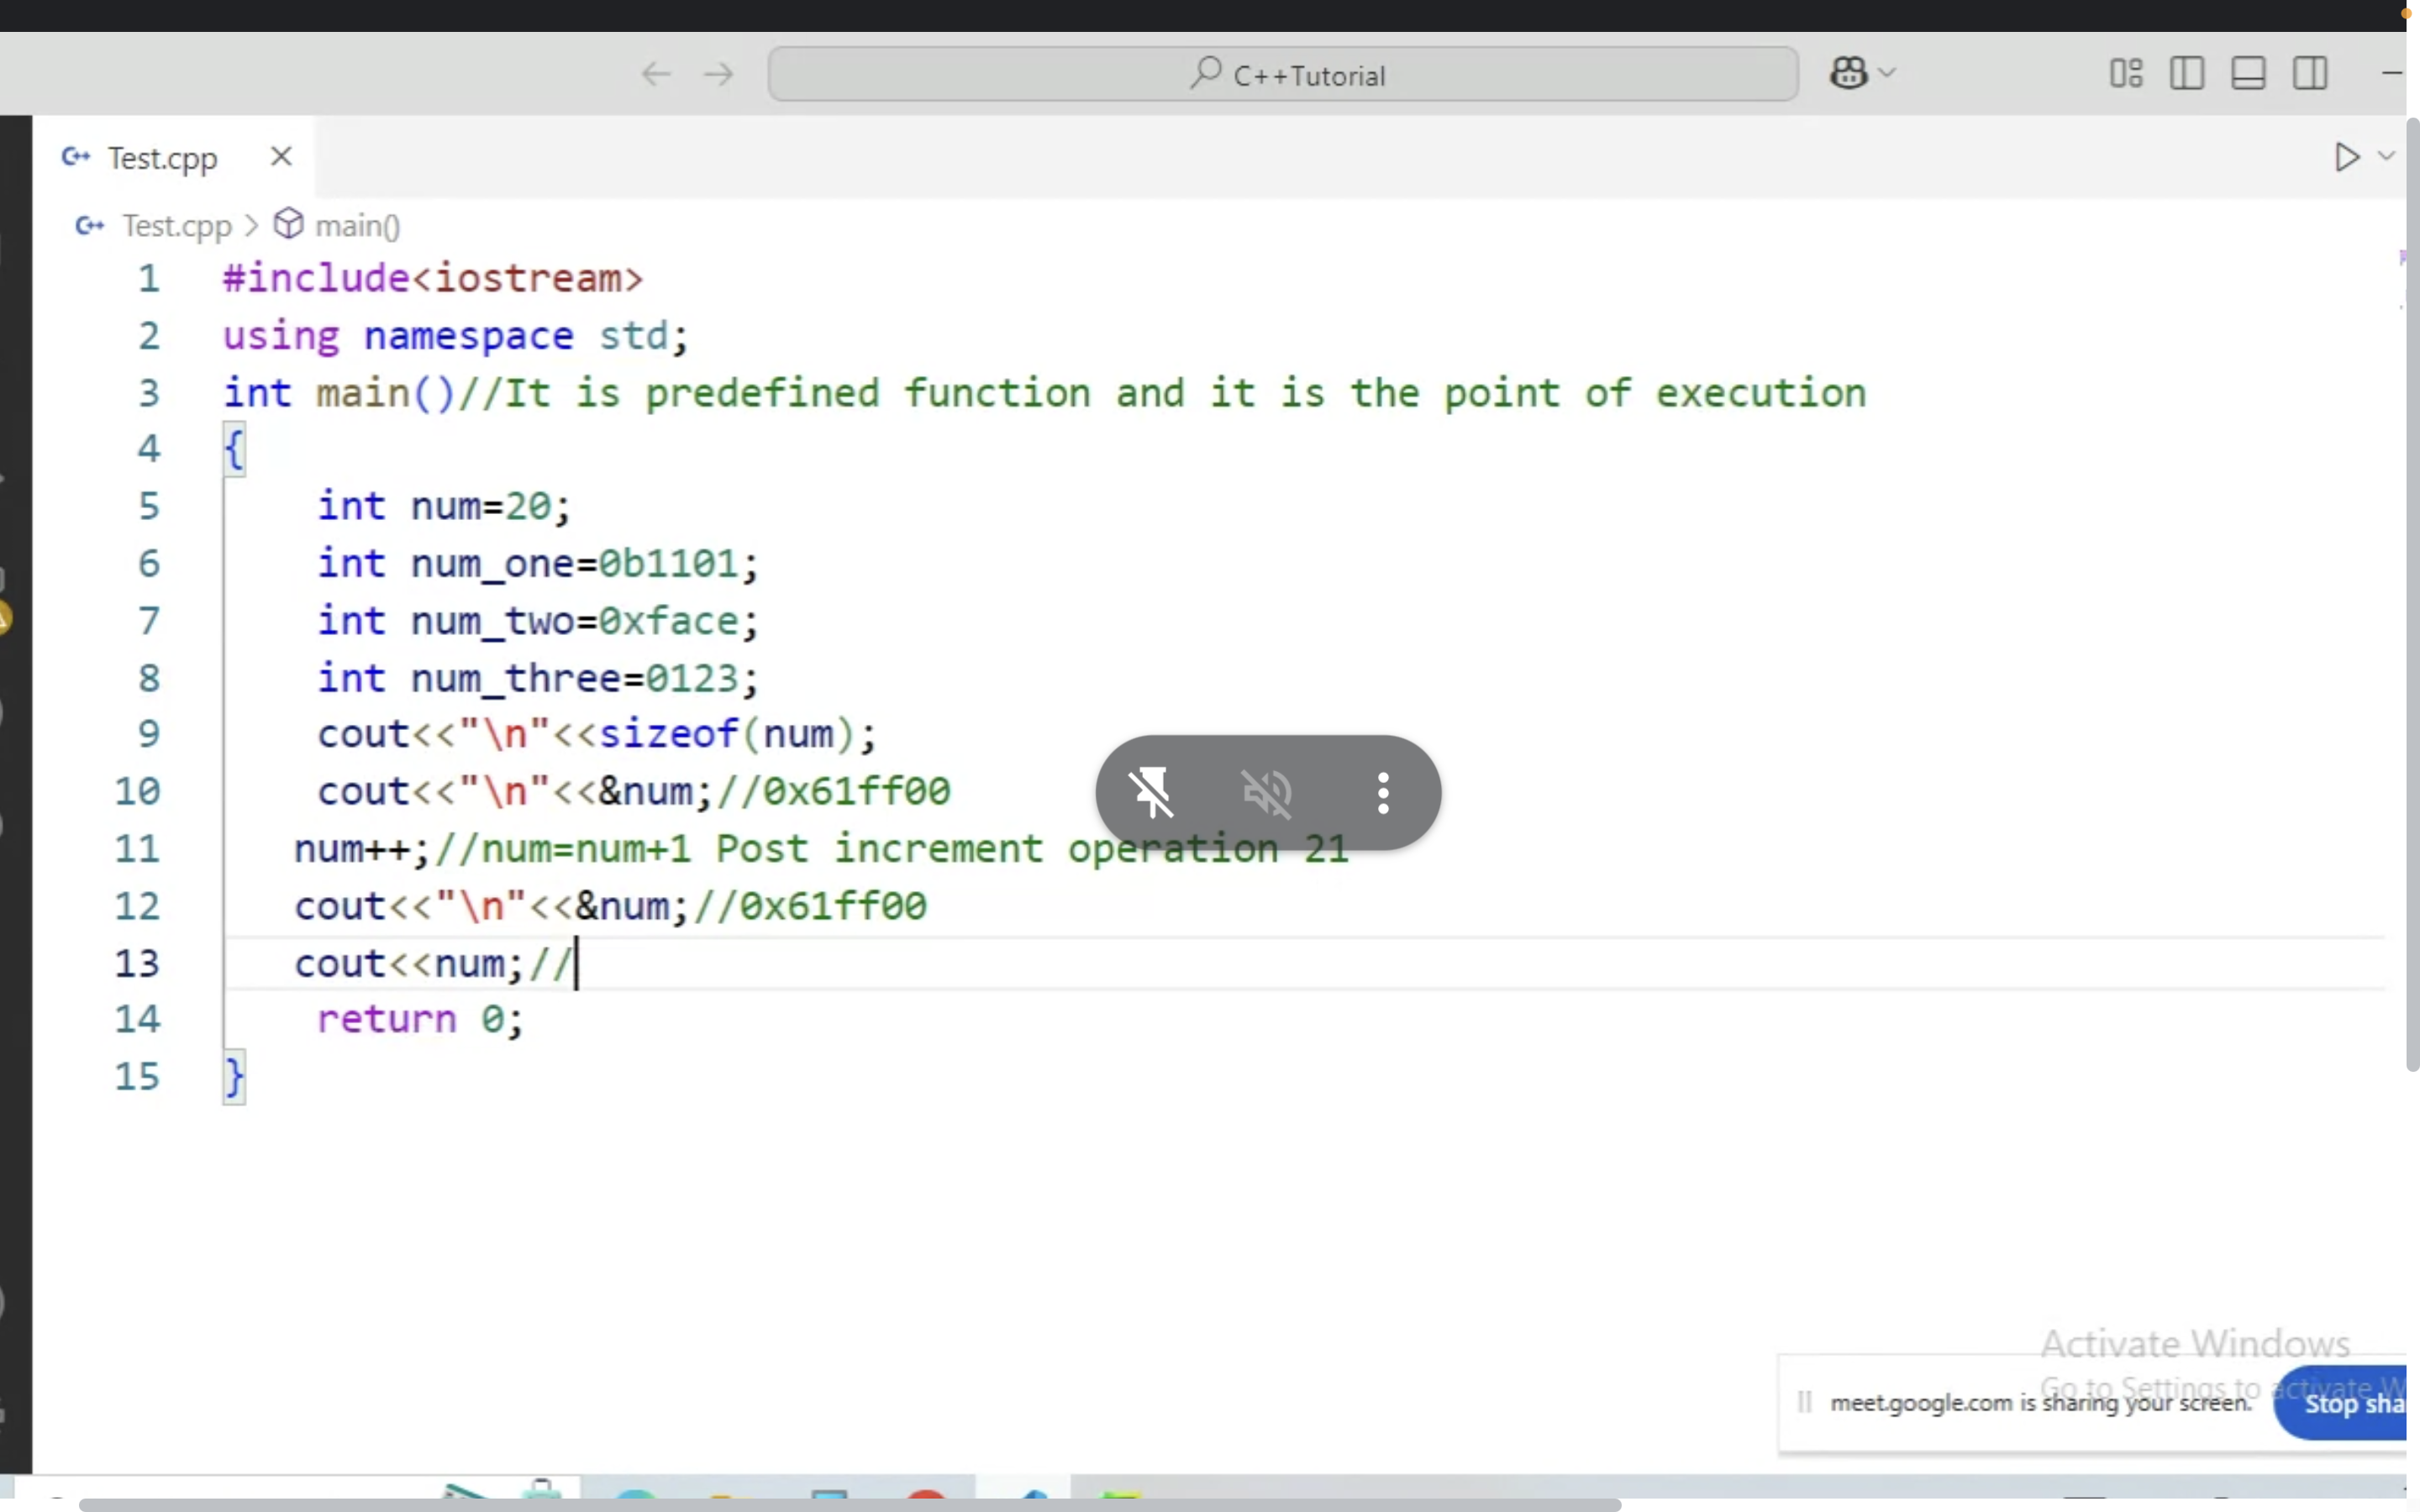 C++Tutorial
Test.cpp
Test.cpp > main()
1 #include<iostream>
2 using namespace std;
3 int main()//It is predefined function and it is the point of execution
4 {
5 int num=20;
6 int num_one=0b1101;
7 int num_two=0xface;
8 int num_three=0123;
9 cout<<"\n"<<sizeof(num);
10 cout<<"\n"<<&num;//0x61ff00
11 num++;//num=num+1 Post increment operation 21
12 cout<<"\n"<<&num;//0x61ff00
13 cout<<num;//
14 return 0;
15 }
Activate Windows
Go to Settings to activate W
meet.google.com is sharing your screen.
Stop sha